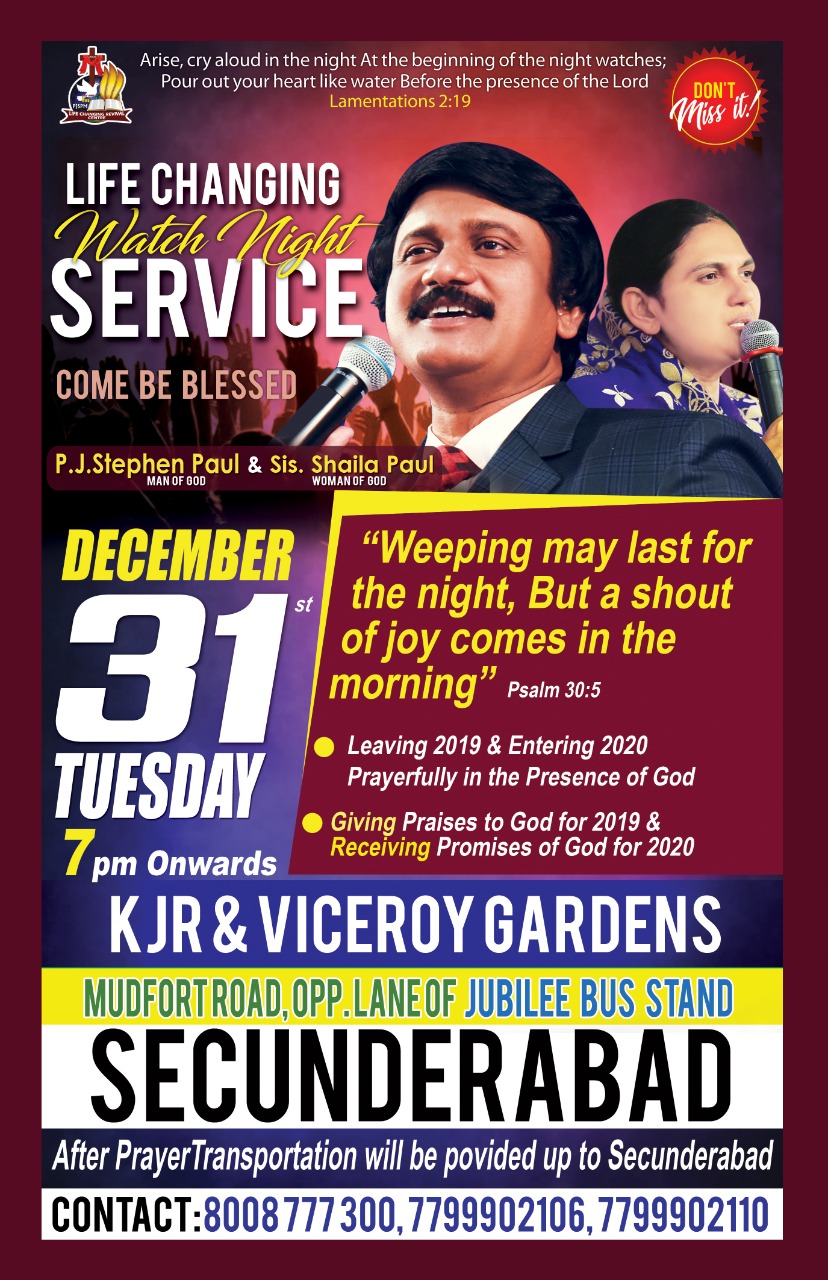 Arise, cry aloud in the night At the beginning of the night watches;
Pour out your heart like water Before the presence of the Lord
Lamentations 2:19
LIFE CHANGING REVIVAL
CENTRE
DON'T
Miss it.!
LIFE CHANGING
Watch Night
SERVICE
COME BE BLESSED
P.J.Stephen Paul & Sis. Shaila Paul
MAN OF GOD WOMAN OF GOD
DECEMBER
31st
TUESDAY
7pm Onwards
“Weeping may last for
the night, But a shout
of joy comes in the
morning” Psalm 30:5
Leaving 2019 & Entering 2020
Prayerfully in the Presence of God
Giving Praises to God for 2019 &
Receiving Promises of God for 2020
KJR & VICEROY GARDENS
MUDFORT ROAD, OPP. LANE OF JUBILEE BUS STAND
SECUNDERABAD
After PrayerTransportation will be povided up to Secunderabad
CONTACT:8008 777 300, 7799902106, 7799902110